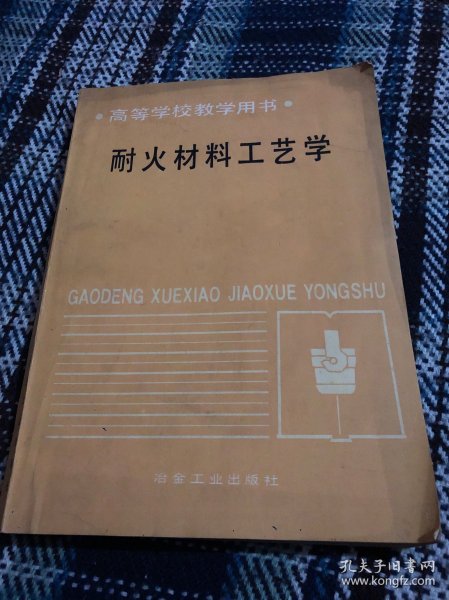 ·高等学校教学用书·
耐火材料工艺学
GAODENG XUEXIAO JIAOXUE YONGSHU
冶金工业出版社
孔夫子旧书网
www.kongfz.com